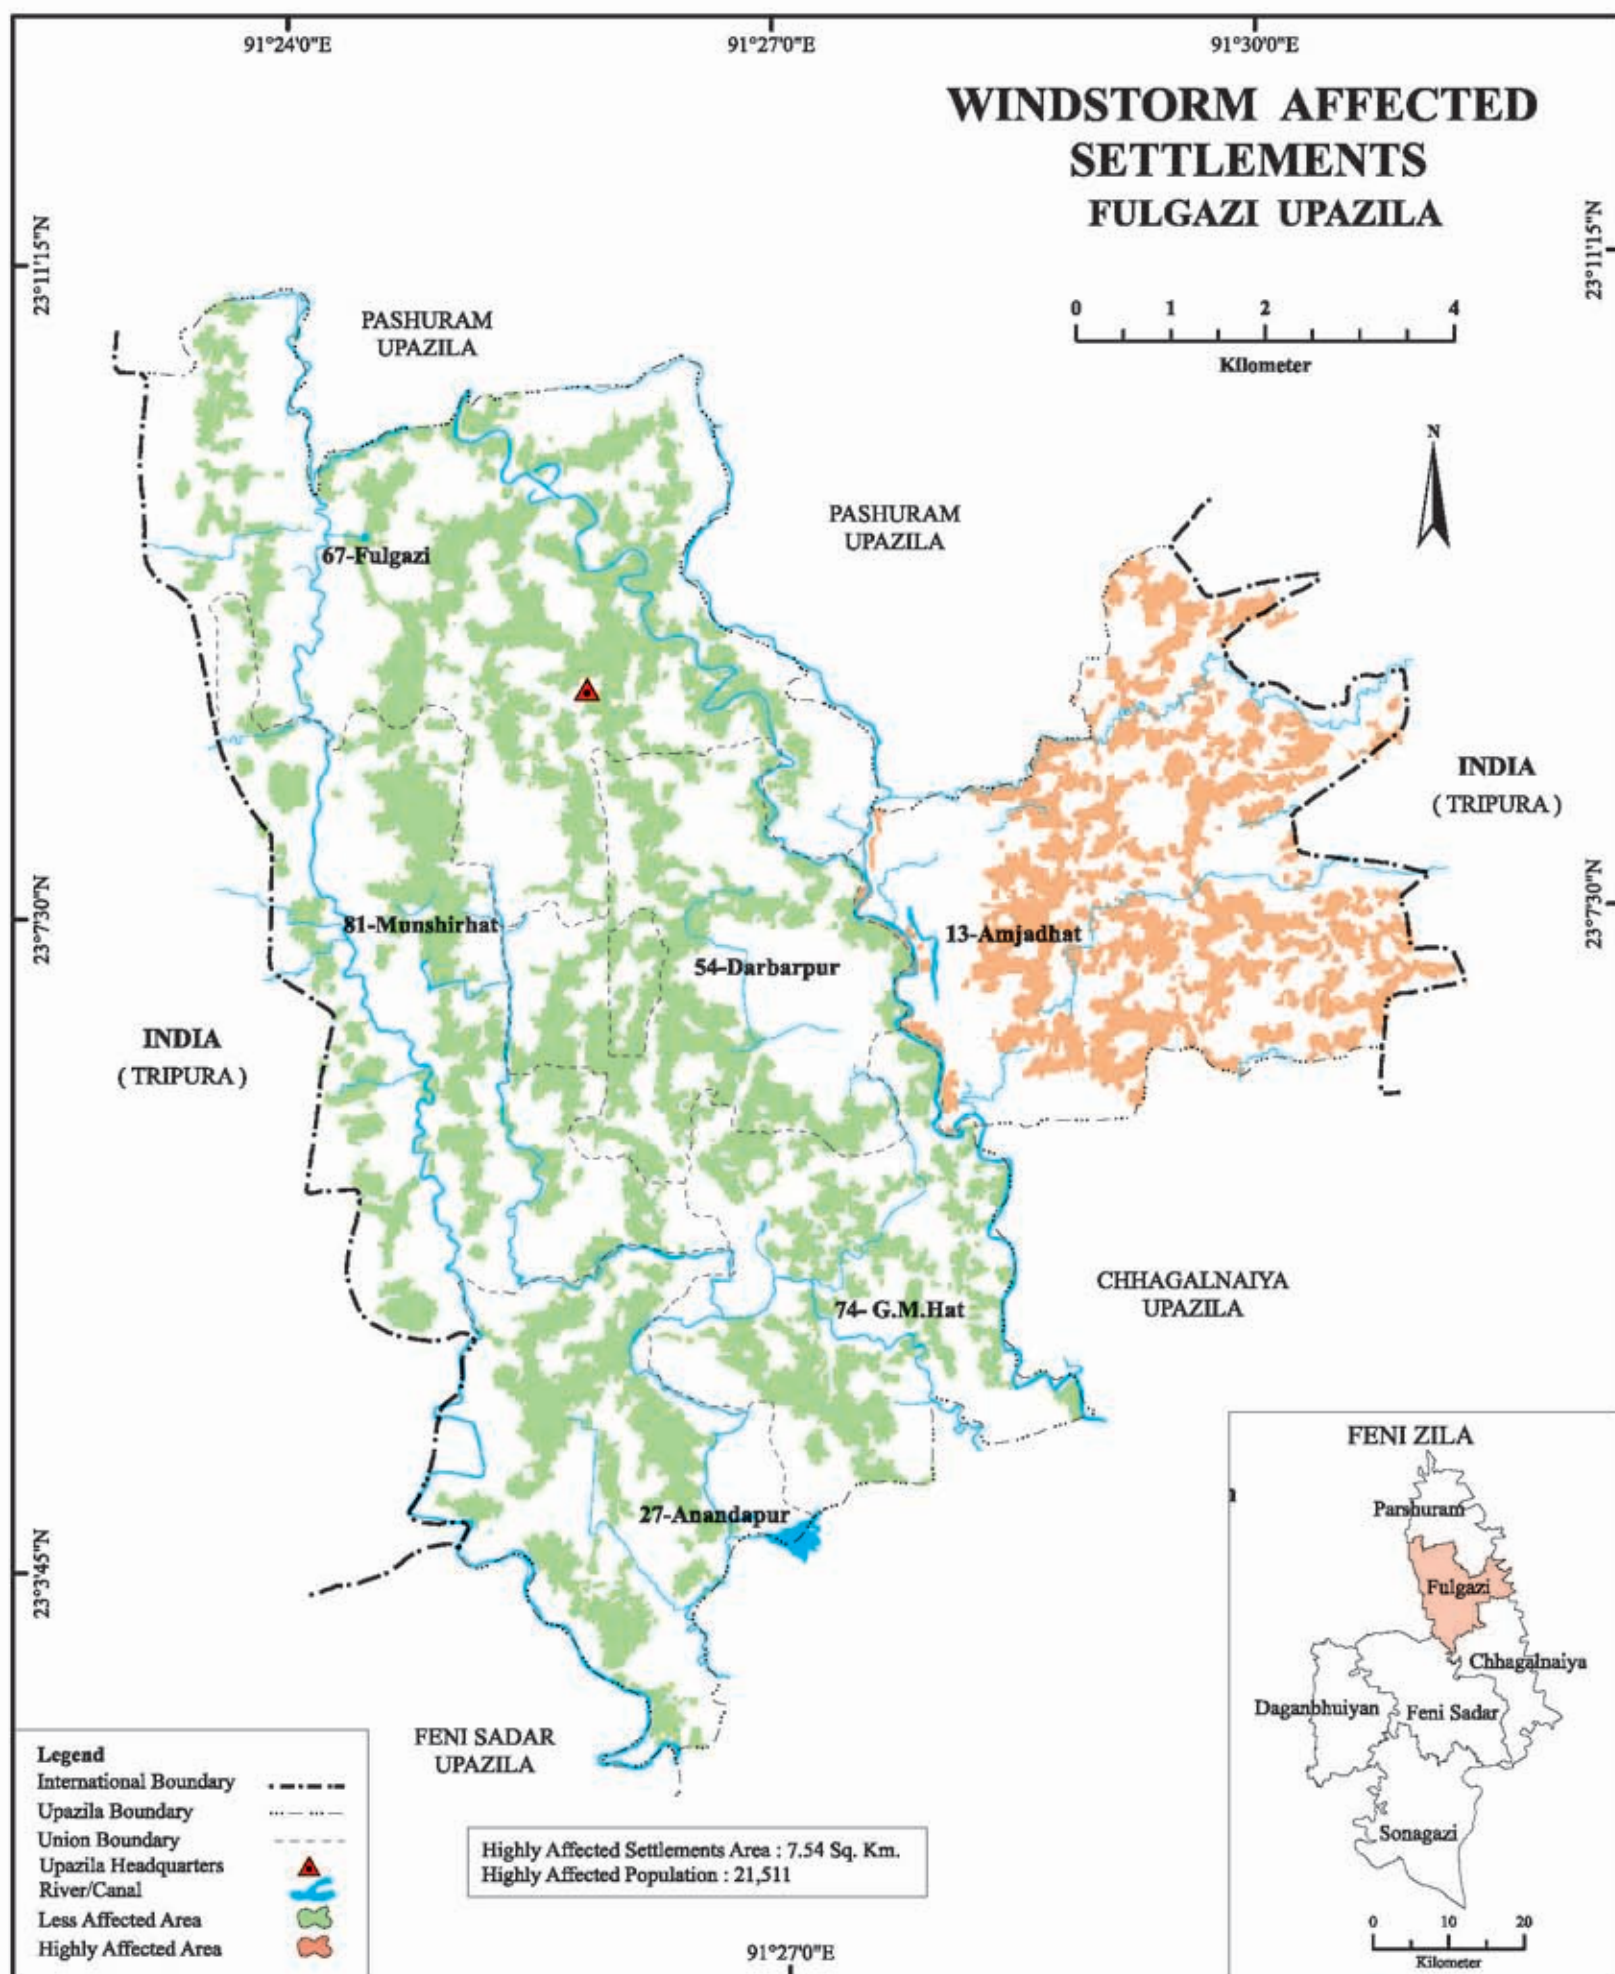 91°24'0"E
91°27'0"E
91°30'0"E
WINDSTORM AFFECTED
SETTLEMENTS
FULGAZI UPAZILA
23°11'15"N
23°11'15"N
0 1 2 4
Kilometer
PASHURAM
UPAZILA
N
PASHURAM
UPAZILA
67-Fulgazi
INDIA
( TRIPURA )
23°7'30"N
23°7'30"N
81-Munshirhat
13-Amjadhat
54-Darbarpur
INDIA
( TRIPURA )
CHHAGALNAIYA
UPAZILA
74- G.M.Hat
27-Anandapur
23°3'45"N
FENI ZILA
Parshuram
Fulgazi
Chhagalnaiya
Daganbhuiyan
Feni Sadar
Sonagazi
0 10 20
Kilometer
FENI SADAR
UPAZILA
Legend
International Boundary
Upazila Boundary
Union Boundary
Upazila Headquarters
River/Canal
Less Affected Area
Highly Affected Area
Highly Affected Settlements Area : 7.54 Sq. Km.
Highly Affected Population : 21,511
91°27'0"E